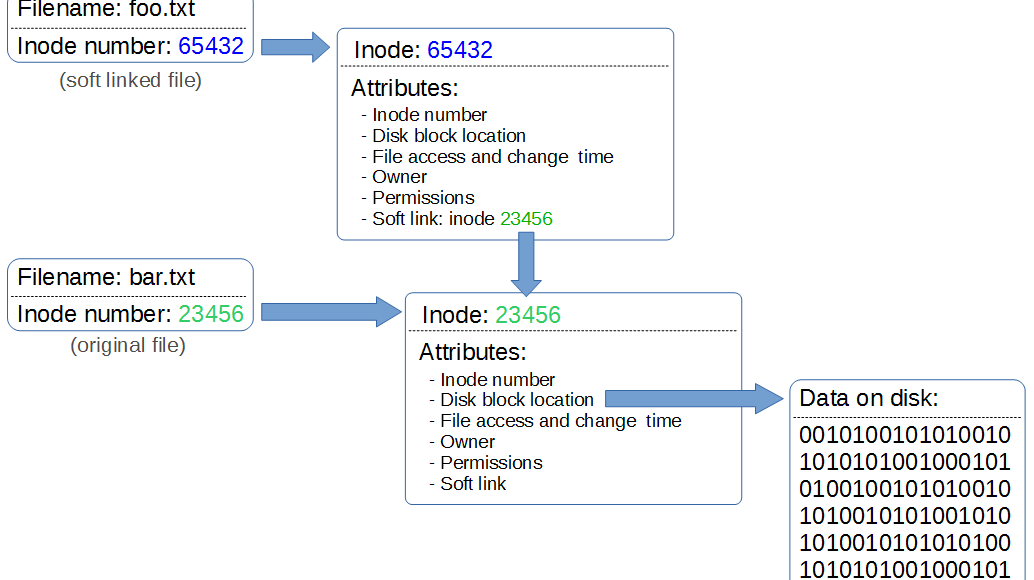 Filename: foo.txt
Inode number: 65432
(soft linked file)
Inode: 65432
Attributes:
- Inode number
- Disk block location
- File access and change  time
- Owner
- Permissions
- Soft link: inode 23456
Filename: bar.txt
Inode number: 23456
(original file)
Inode: 23456
Attributes:
- Inode number
- Disk block location
- File access and change  time
- Owner
- Permissions
- Soft link
Data on disk:
0010100101010010
1010101001000101
0100100101010010
1010010101001010
1010010101010100
1010101001000101